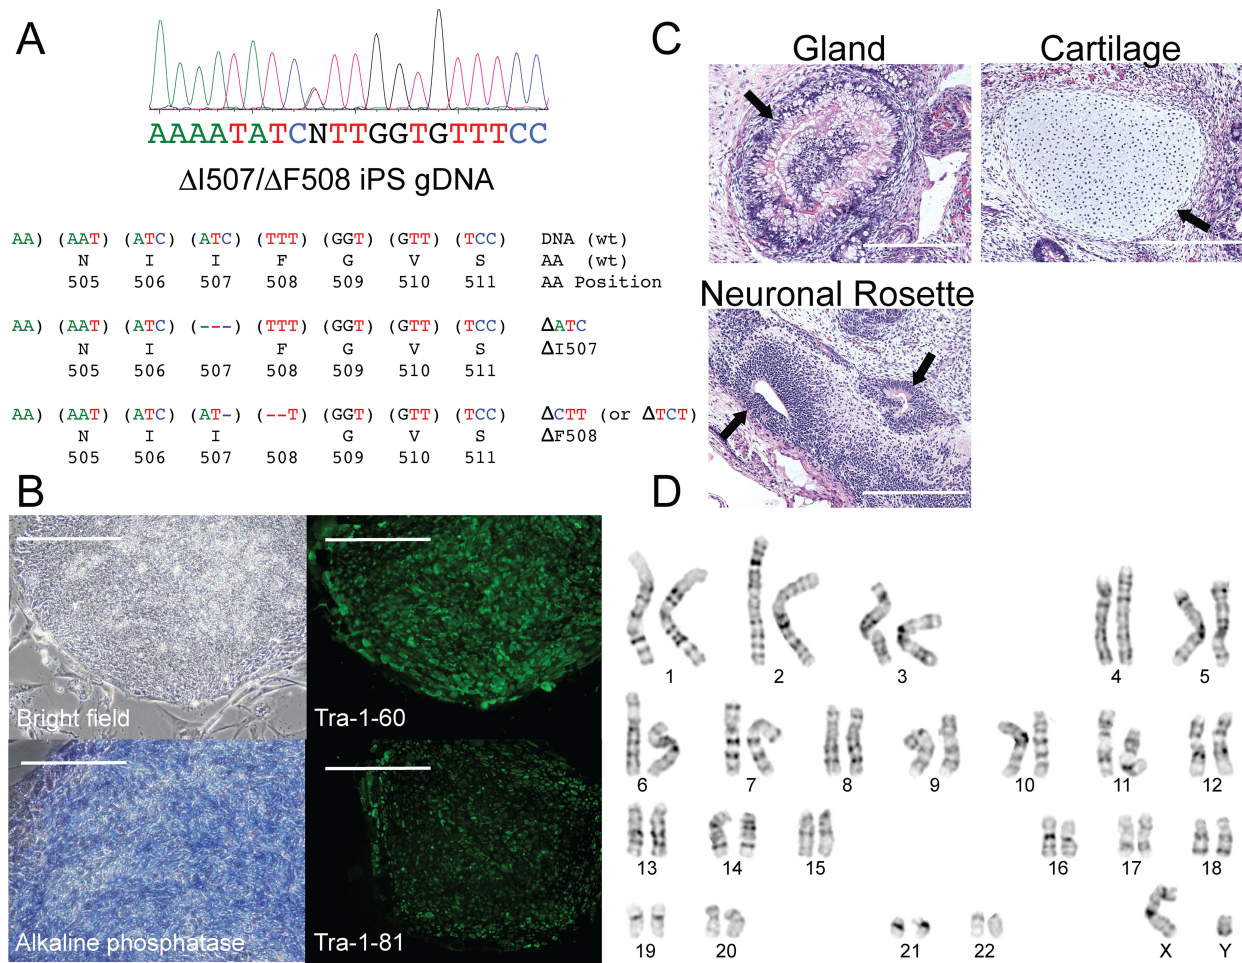 A
AAAATATCNTTGGTGTTTCC
ΔI507/ΔF508 iPS gDNA
AA) (AAT) (ATC) (ATC) (TTT) (GGT) (GTT) (TCC) DNA (wt)
N I I F G V S AA (wt)
505 506 507 508 509 510 511 AA Position
AA) (AAT) (ATC) (---) (TTT) (GGT) (GTT) (TCC) ΔATC
N I F G V S ΔI507
505 506 507 508 509 510 511
AA) (AAT) (ATC) (AT-) (--T) (GGT) (GTT) (TCC) ΔCTT (or ΔTCT)
N I I G V S ΔF508
505 506 507 508 509 510 511
B
Bright field
Tra-1-60
Alkaline phosphatase
Tra-1-81
C
Gland
Cartilage
Neuronal Rosette
D
1 2 3 4 5
6 7 8 9 10 11 12
13 14 15 16 17 18
19 20 21 22 X Y